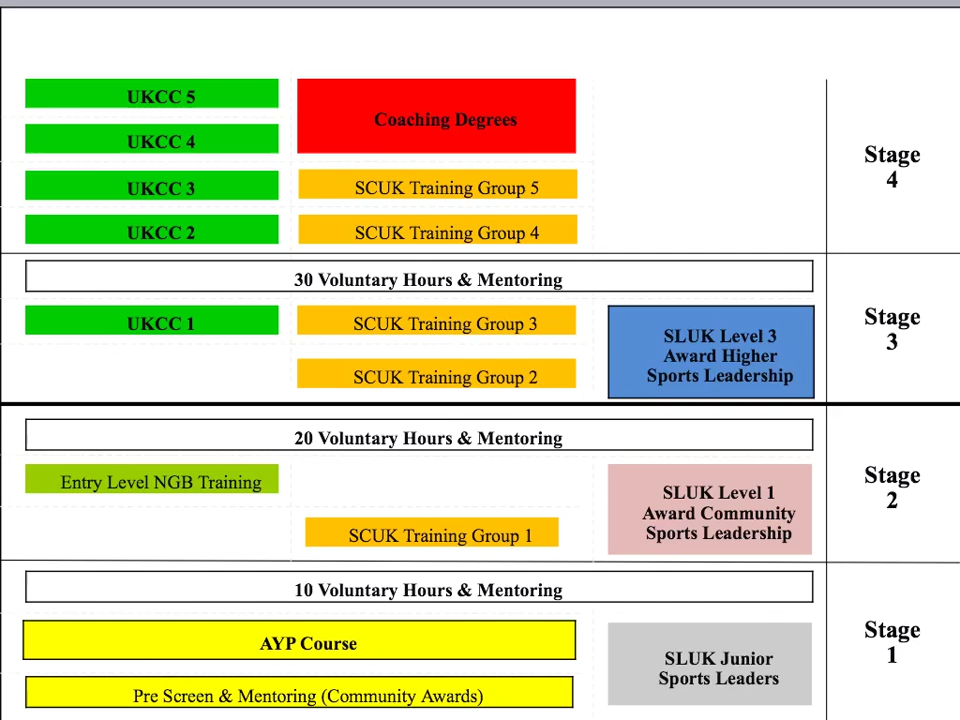 UKCC 5
Coaching Degrees
UKCC 4
Stage
4
UKCC 3
SCUK Training Group 5
UKCC 2
SCUK Training Group 4
30 Voluntary Hours & Mentoring
UKCC 1
SCUK Training Group 3
SLUK Level 3
Award Higher
Sports Leadership
Stage
3
SCUK Training Group 2
20 Voluntary Hours & Mentoring
Entry Level NGB Training
SLUK Level 1
Award Community
Sports Leadership
Stage
2
SCUK Training Group 1
10 Voluntary Hours & Mentoring
AYP Course
SLUK Junior
Sports Leaders
Stage
1
Pre Screen & Mentoring (Community Awards)